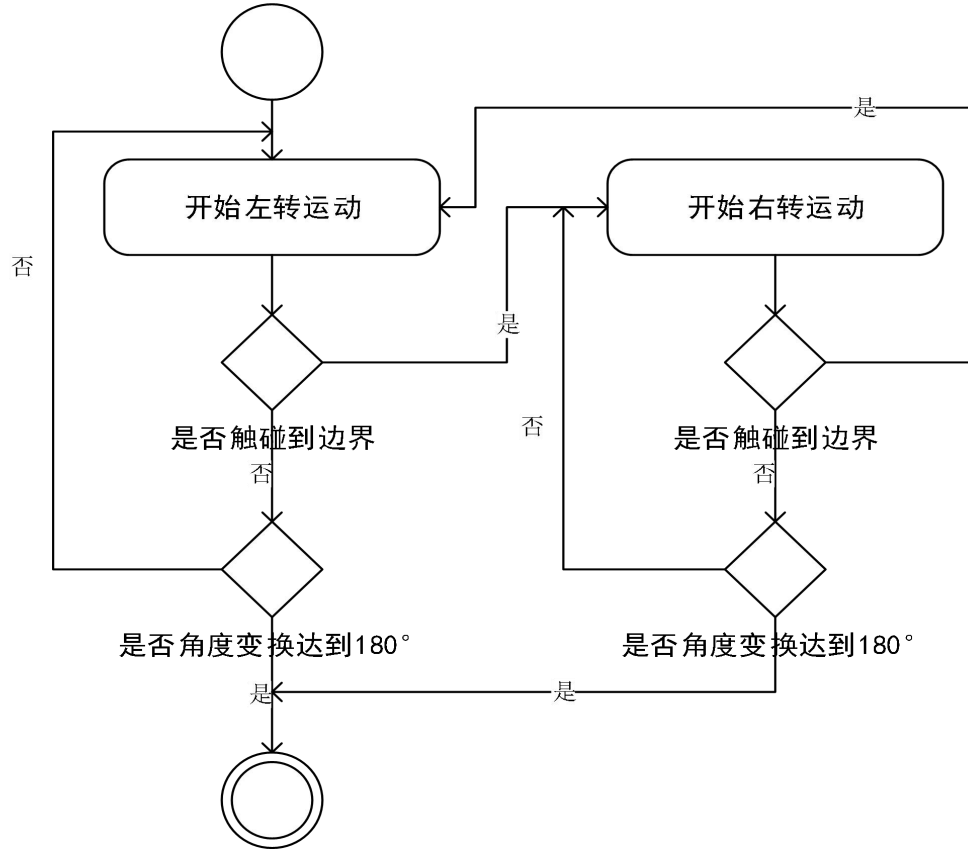 是
开始左转运动
开始右转运动
否
是
否
是否触碰到边界
是否触碰到边界
否
否
是否角度变换达到180°
是否角度变换达到180°
是
是